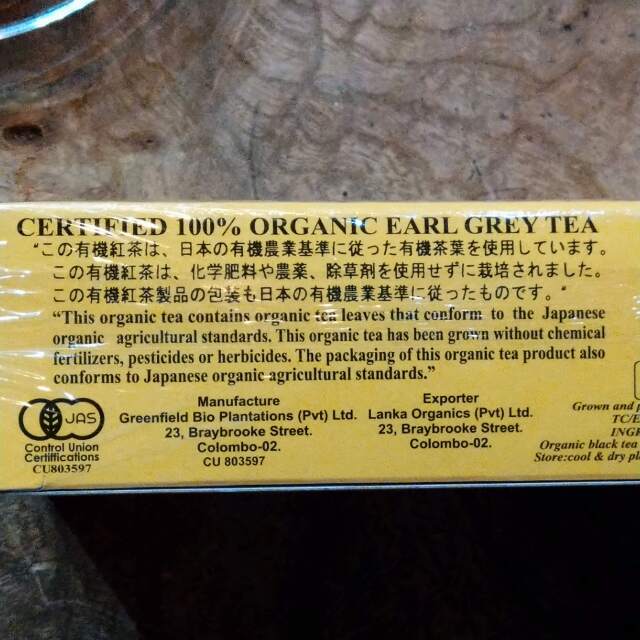 CERTIFIED 100% ORGANIC EARL GREY TEA
"この有機紅茶は、日本の有機農業基準に従った有機茶葉を使用しています。
この有機紅茶は、化学肥料や農薬、除草剤を使用せずに栽培されました。
この有機紅茶製品の包装も日本の有機農業基準に従ったものです。"
"This organic tea contains organic tea leaves that conform to the Japanese
organic agricultural standards. This organic tea has been grown without chemical
fertilizers, pesticides or herbicides. The packaging of this organic tea product also
conforms to Japanese organic agricultural standards."
JAS
Control Union
Certiffications
CU803597
Manufacture
Greenfield Bio Plantations (Pvt) Ltd.
23, Braybrooke Street.
Colombo-02.
CU 803597
Exporter
Lanka Organics (Pvt) Ltd.
23, Braybrooke Street.
Colombo-02.
Grown and
TC/E
INGR
Organic black tea
Store:cool & dry pl